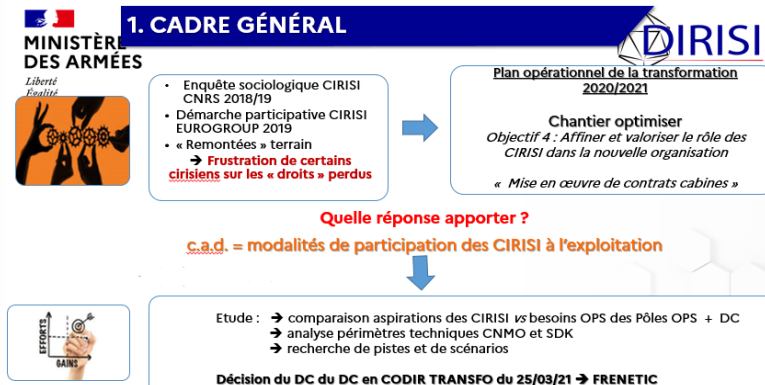 1. CADRE GÉNÉRAL
DIRISI
MINISTÈRE
DES ARMÉES
Liberté
Égalité
• Enquête sociologique CIRISI
CNRS 2018/19
• Démarche participative CIRISI
EUROGROUP 2019
• « Remontées » terrain
➔ Frustration de certains
cirisiens sur les « droits » perdus
Plan opérationnel de la transformation
2020/2021
Chantier optimiser
Objectif 4 : Affiner et valoriser le rôle des
CIRISI dans la nouvelle organisation
« Mise en œuvre de contrats cabines »
Quelle réponse apporter ?
c.a.d. = modalités de participation des CIRISI à l'exploitation
EFFORTS
GAINS
Etude : ➔ comparaison aspirations des CIRISI vs besoins OPS des Pôles OPS + DC
➔ analyse périmètres techniques CNMO et SDK
➔ recherche de pistes et de scénarios
Décision du DC du DC en CODIR TRANSFO du 25/03/21 ➔ FRENETIC